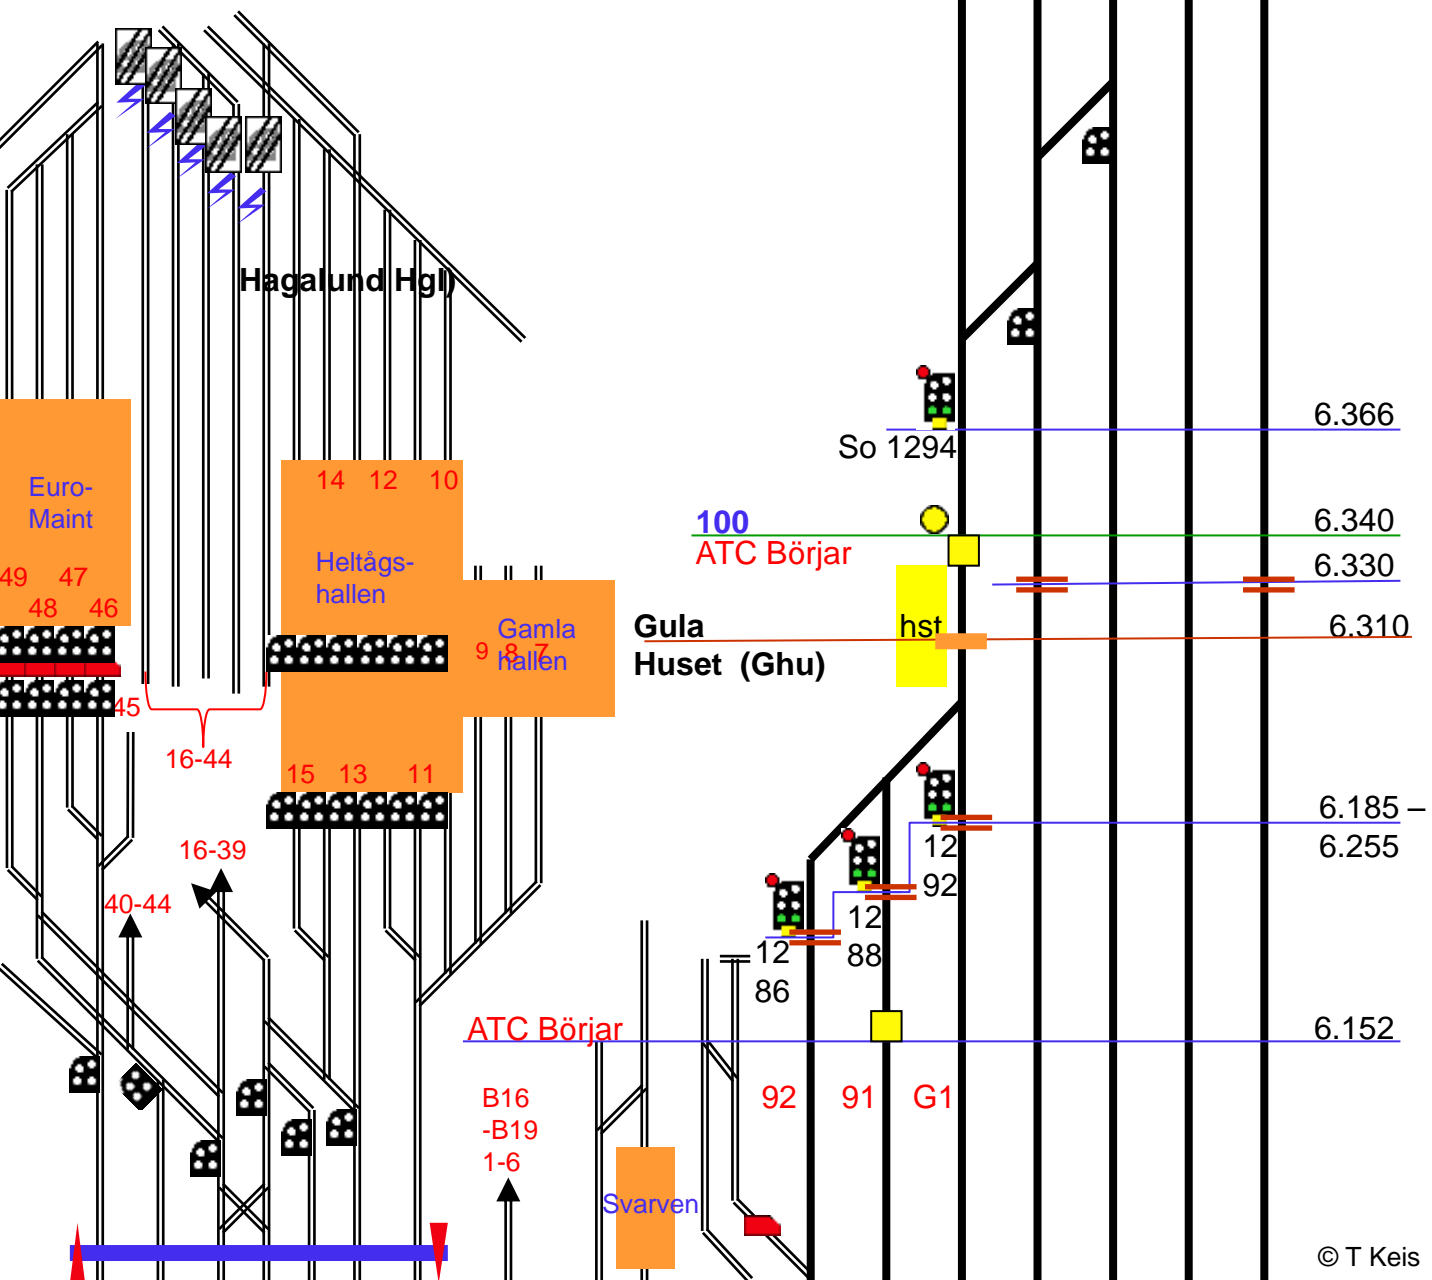 Hagalund Hgl)
6.366
So 1294
14 12 10
Euro-
Maint
100
6.340
ATC Börjar
6.330
Heltågs-
hallen
49 47
48 46
Gula
hst
6.310
Huset (Ghu)
Gamla
hallen
9 8 7
45
16-44
15 13 11
6.185 –
6.255
16-39
12
92
40-44
12
88
12
86
ATC Börjar
6.152
92 91 G1
B16
-B19
1-6
Svarven
© T Keis